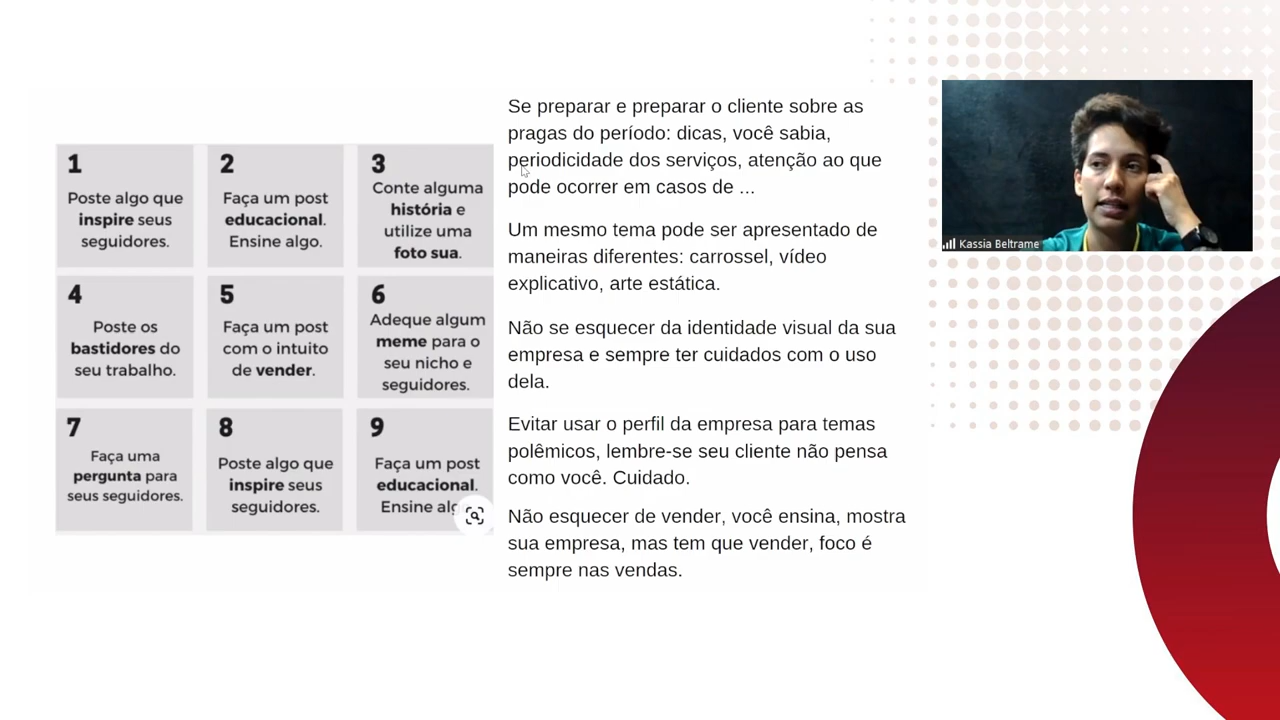 1
Poste algo que
inspire seus
seguidores.
2
Faça um post
educacional.
Ensine algo.
3
Conte alguma
história e
utilize uma
foto sua.
4
Poste os
bastidores do
seu trabalho.
5
Faça um post
com o intuito
de vender.
6
Adeque algum
meme para o
seu nicho e
seguidores.
7
Faça uma
pergunta para
seus seguidores.
8
Poste algo que
inspire seus
seguidores.
9
Faça um post
educacional.
Ensine
Se preparar e preparar o cliente sobre as
pragas do período: dicas, você sabia,
periodicidade dos serviços, atenção ao que
pode ocorrer em casos de ...
Um mesmo tema pode ser apresentado de
maneiras diferentes: carrossel, vídeo
explicativo, arte estática.
Não se esquecer da identidade visual da sua
empresa e sempre ter cuidados com o uso
dela.
Evitar usar o perfil da empresa para temas
polêmicos, lembre-se seu cliente não pensa
como você. Cuidado.
Não esquecer de vender, você ensina, mostra
sua empresa, mas tem que vender, foco é
sempre nas vendas.
Kassia Beltrame